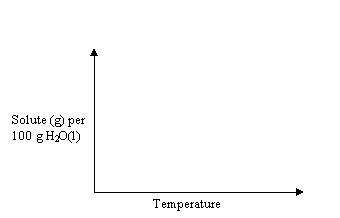 Solute (g) per
100 g H₂O(l)
Temperature